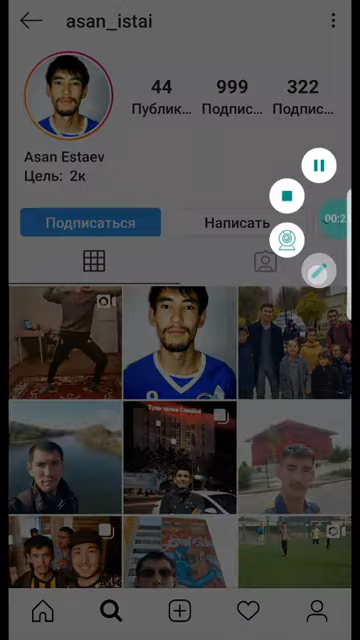 asan_istai
44 999 322
Публик... Подпис... Подпис...
Asan Estaev
Цель: 2к
Подписаться Написать